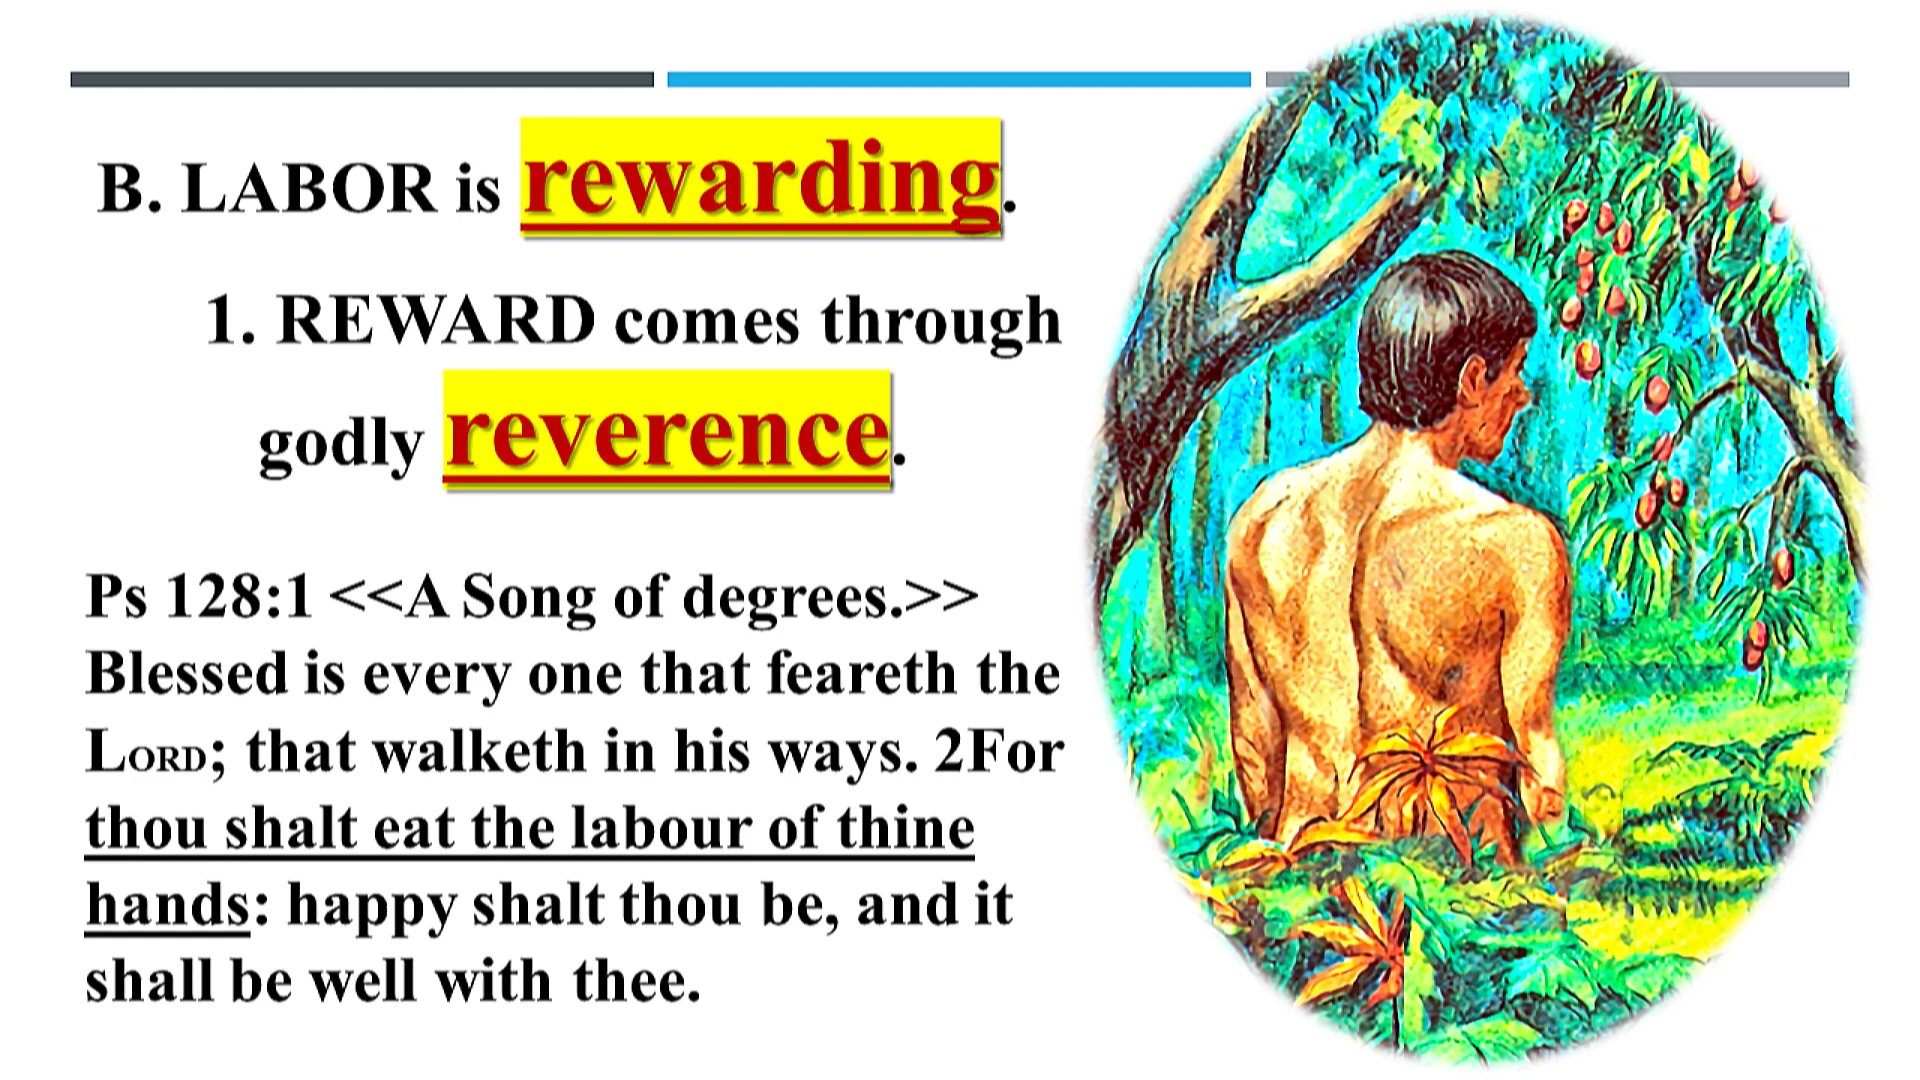 B. LABOR is rewarding.
1. REWARD comes through
godly reverence.
Ps 128:1 <<A Song of degrees.>>
Blessed is every one that feareth the
LORD; that walketh in his ways. 2For
thou shalt eat the labour of thine
hands: happy shalt thou be, and it
shall be well with thee.